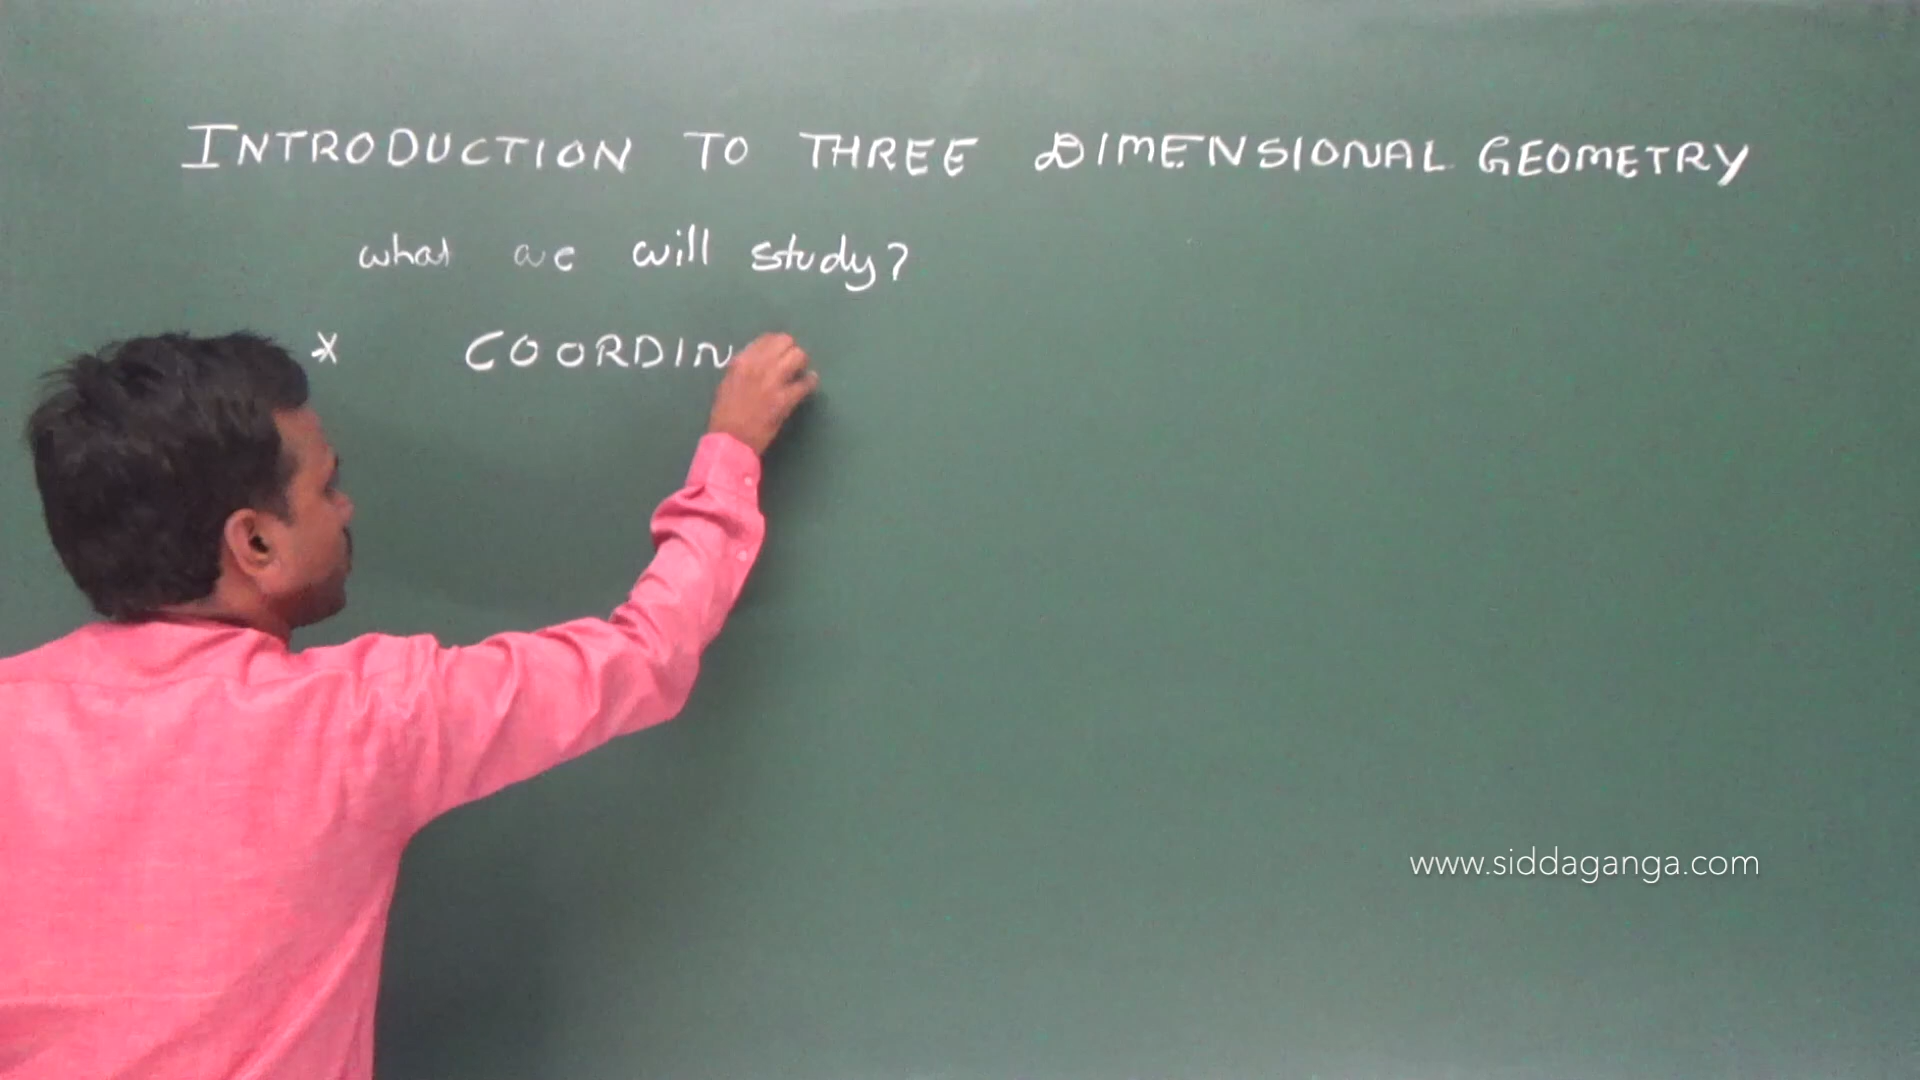 INTRODUCTION TO THREE DIMENSIONAL GEOMETRY
what we will study?
* COORDIN
www.siddaganga.com